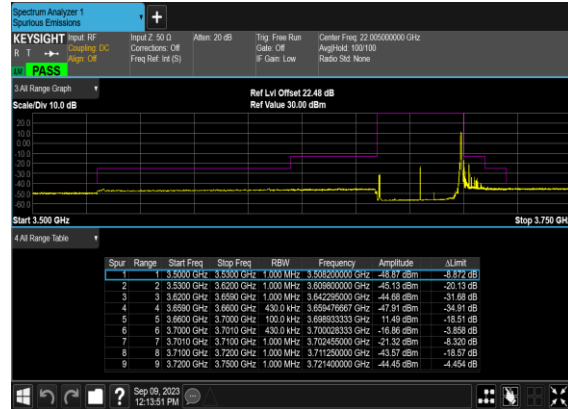 Spectrum Analyzer 1
Spurious Emissions
KEYSIGHT Input: RF Input Z: 50 Ω Atten: 20 dB Trig: Free Run Center Freq: 22.005000000 GHz
R T Coupling: DC Corrections: Off Gate: Off Avg|Hold: 100/100
Align: Off Freq Ref: Int (S) IF Gain: Low Radio Std: None
PASS
3 All Range Graph
Ref Lvl Offset 22.48 dB
Scale/Div 10.0 dB Ref Value 30.00 dBm
20.0
10.0
0.00
-10.0
-20.0
-30.0
-40.0
-50.0
-60.0
Start 3.500 GHz Stop 3.750 GH
4 All Range Table
Spur Range Start Freq Stop Freq RBW Frequency Amplitude ΔLimit
1 1 3.5000 GHz 3.5300 GHz 1.000 MHz 3.508200000 GHz -48.87 dBm -8.872 dB
2 2 3.5300 GHz 3.6200 GHz 1.000 MHz 3.609800000 GHz -45.13 dBm -20.13 dB
3 3 3.6200 GHz 3.6590 GHz 1.000 MHz 3.642295000 GHz -44.68 dBm -31.68 dB
4 4 3.6590 GHz 3.6600 GHz 430.0 kHz 3.659476667 GHz -47.91 dBm -34.91 dB
5 5 3.6600 GHz 3.7000 GHz 100.0 kHz 3.698933333 GHz 11.49 dBm -18.51 dB
6 6 3.7000 GHz 3.7010 GHz 430.0 kHz 3.700028333 GHz -16.86 dBm -3.858 dB
7 7 3.7010 GHz 3.7100 GHz 1.000 MHz 3.702455000 GHz -21.32 dBm -8.320 dB
8 8 3.7100 GHz 3.7200 GHz 1.000 MHz 3.711250000 GHz -43.57 dBm -18.57 dB
9 9 3.7200 GHz 3.7500 GHz 1.000 MHz 3.721400000 GHz -44.45 dBm -4.454 dB
Sep 09, 2023
12:13:51 PM